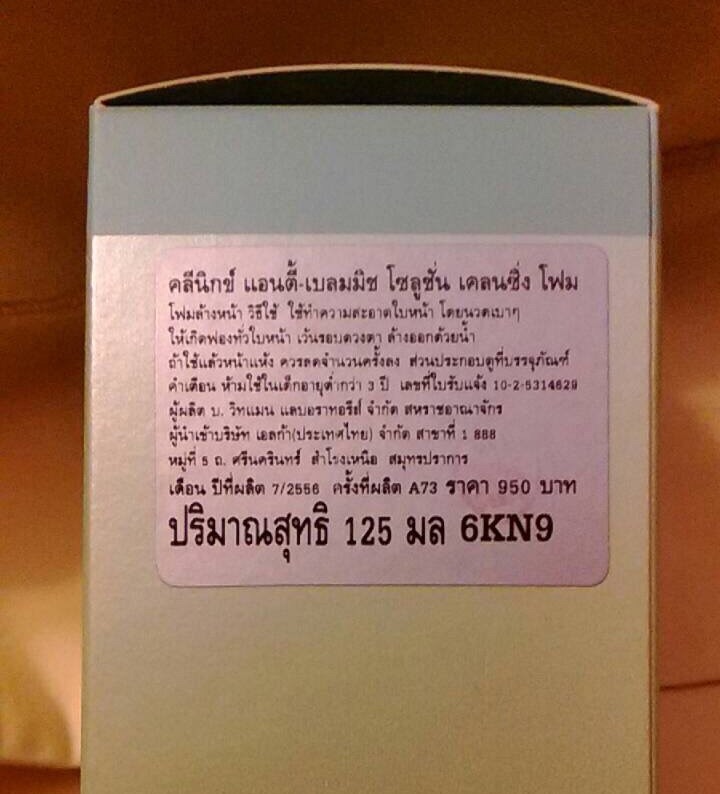 คลีนิกข์ แอนตี้-เบลมมิช โซลูชั่น เคลนซิ่ง โฟม
โฟมล้างหน้า วิธีใช้ ใช้ทำความสะอาดใบหน้า โดยนวดเบาๆ
ให้เกิดฟองทั่วใบหน้า เว้นรอบดวงตา ล้างออกด้วยน้ำ
ถ้าใช้แล้วหน้าแห้ง ควรลดจำนวนครั้งลง ส่วนประกอบดูที่บรรจุภัณฑ์
คำเตือน ห้ามใช้ในเด็กอายุต่ำกว่า 3 ปี เลขที่ใบรับแจ้ง 10-2-5314629
ผู้ผลิต บ. วิทแมน แลบอราทอรีส์ จำกัด สหราชอาณาจักร
ผู้นำเข้าบริษัท เอลก้า(ประเทศไทย) จำกัด สาขาที่ 1 888
หมู่ที่ 5 ถ. ศรีนครินทร์ สำโรงเหนือ สมุทรปราการ
เดือน ปีที่ผลิต 7/2556 ครั้งที่ผลิต A73 ราคา 950 บาท
ปริมาณสุทธิ 125 มล 6KN9